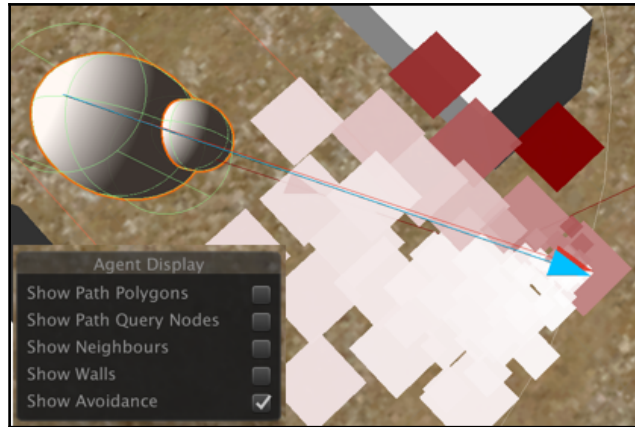 Agent Display
Show Path Polygons
Show Path Query Nodes
Show Neighbours
Show Walls
Show Avoidance